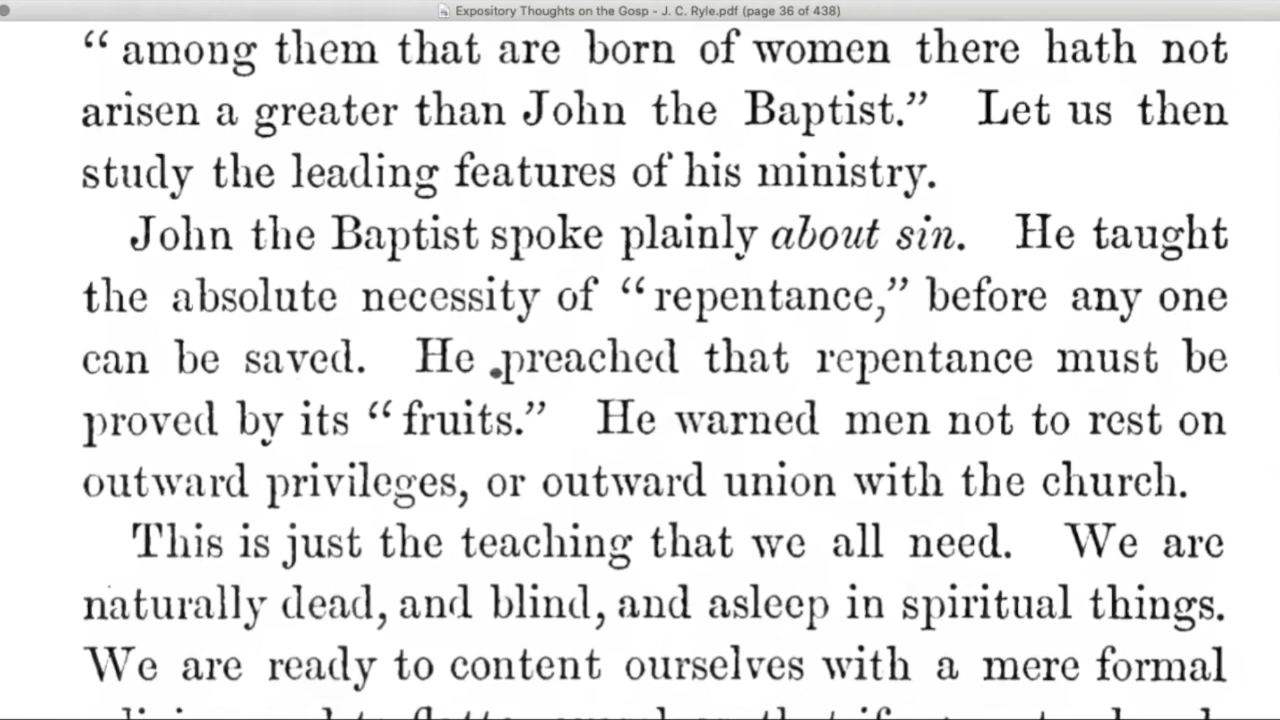 Expository Thoughts on the Gosp - J. C. Ryle.pdf (page 36 of 438)
“ among them that are born of women there hath not
arisen a greater than John the Baptist.” Let us then
study the leading features of his ministry.
John the Baptist spoke plainly about sin. He taught
the absolute necessity of “ repentance,” before any one
can be saved. He preached that repentance must be
proved by its “ fruits.” He warned men not to rest on
outward privileges, or outward union with the church.
This is just the teaching that we all need. We are
naturally dead, and blind, and asleep in spiritual things.
We are ready to content ourselves with a mere formal